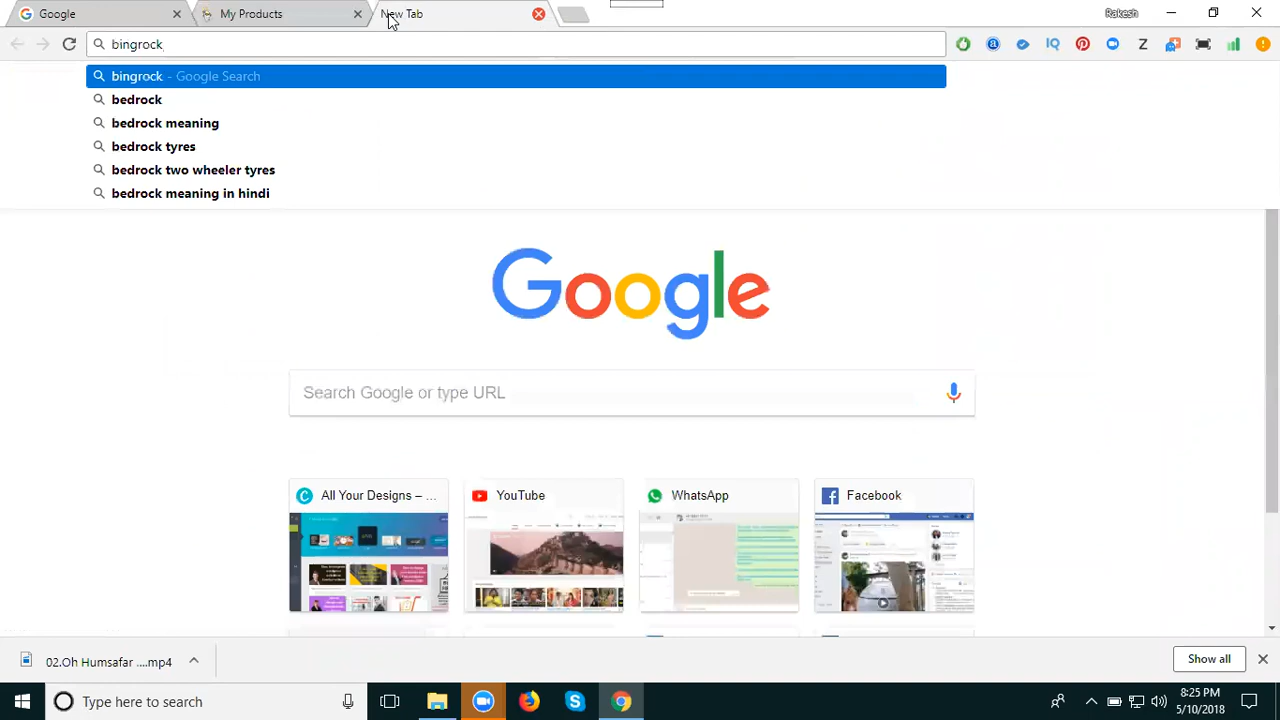 Google
My Products
New Tab
Rakesh
bingrock
bingrock - Google Search
bedrock
bedrock meaning
bedrock tyres
bedrock two wheeler tyres
bedrock meaning in hindi
Google
Search Google or type URL
All Your Designs – ...
YouTube
WhatsApp
Facebook
02.Oh Humsafar ....mp4
Show all
Type here to search
8:25 PM
5/10/2018